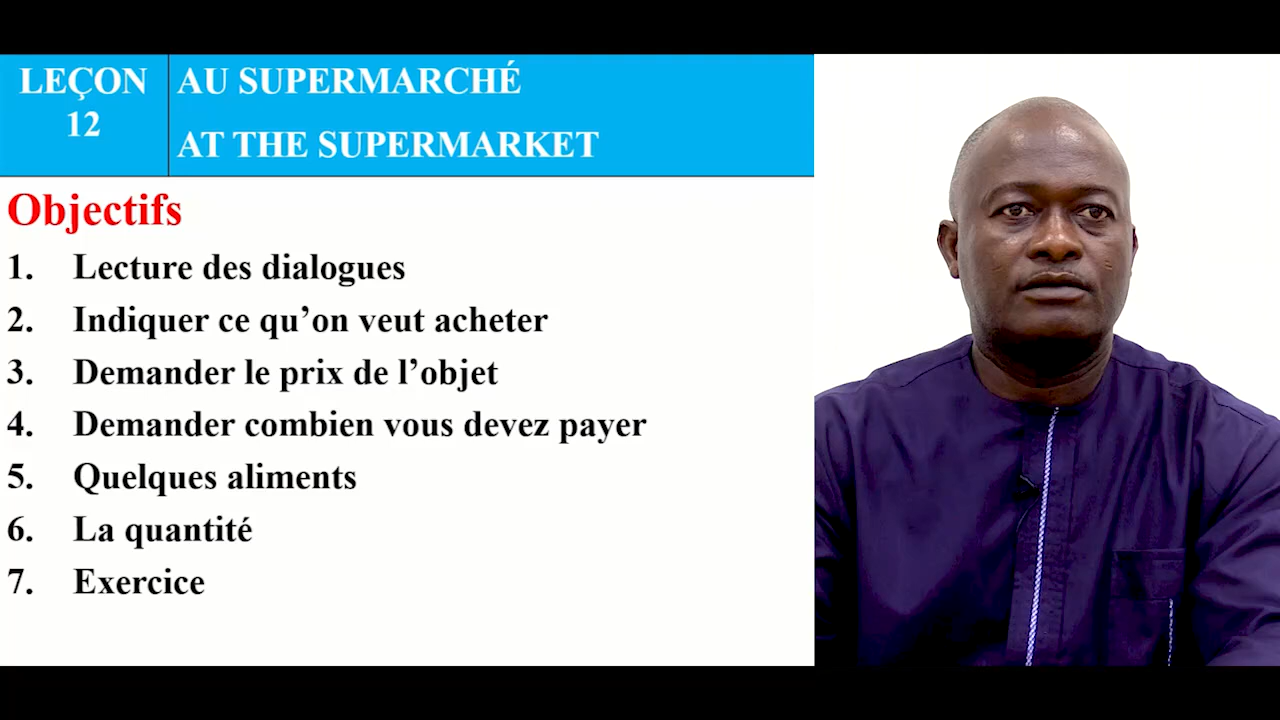 LEÇON
12
AU SUPERMARCHÉ
AT THE SUPERMARKET
Objectifs
1. Lecture des dialogues
2. Indiquer ce qu’on veut acheter
3. Demander le prix de l’objet
4. Demander combien vous devez payer
5. Quelques aliments
6. La quantité
7. Exercice